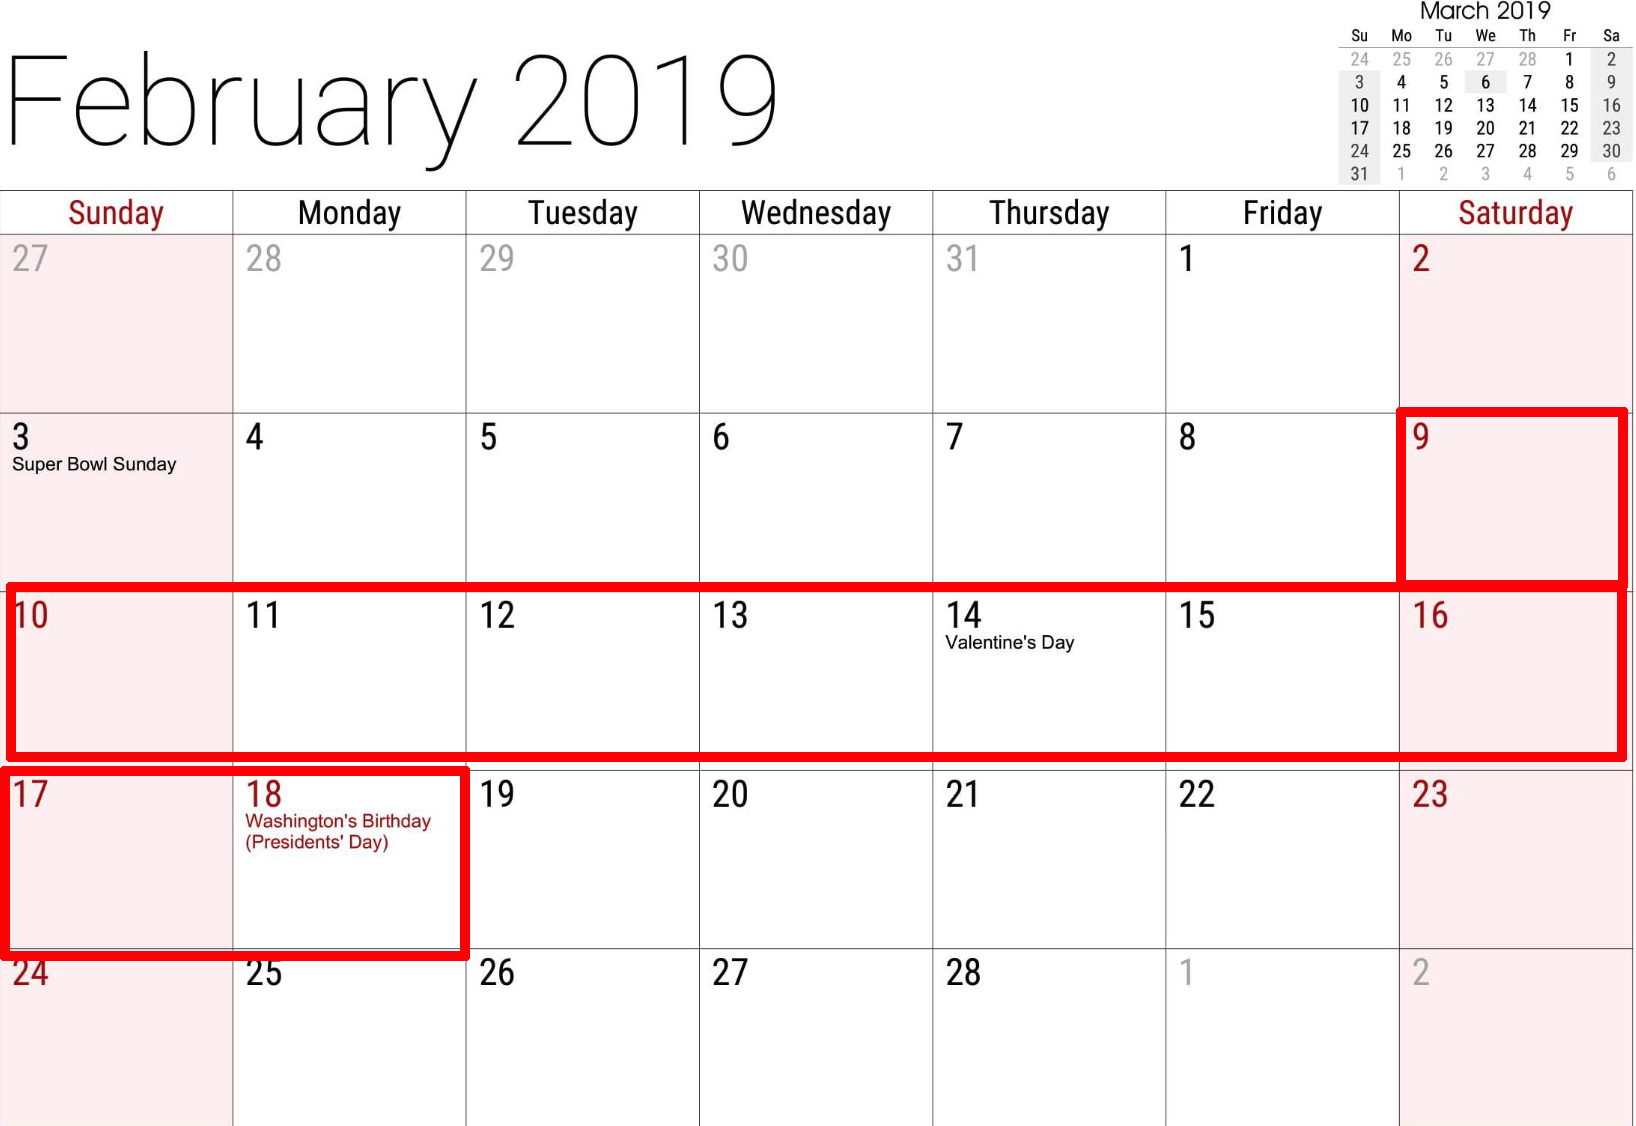 February 2019
March 2019
Su Mo Tu We Th Fr Sa
24 25 26 27 28 1 2
3 4 5 6 7 8 9
10 11 12 13 14 15 16
17 18 19 20 21 22 23
24 25 26 27 28 29 30
31 1 2 3 4 5 6
Sunday Monday Tuesday Wednesday Thursday Friday Saturday
27 28 29 30 31 1 2
3 4 5 6 7 8 9
Super Bowl Sunday
10 11 12 13 14 15 16
Valentine's Day
17 18 19 20 21 22 23
Washington's Birthday
(Presidents' Day)
24 25 26 27 28 1 2